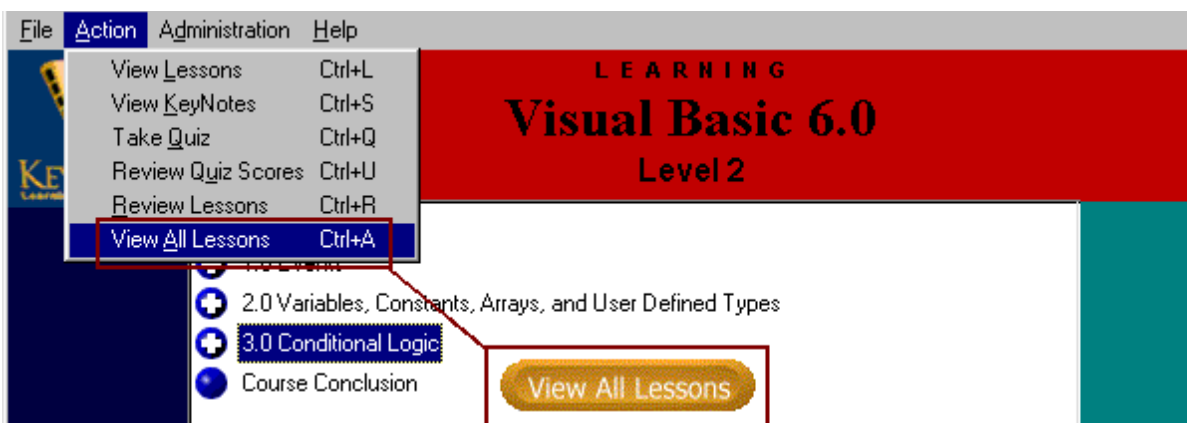 File Action Administration Help
View Lessons Ctrl+L
View KeyNotes Ctrl+S
Take Quiz Ctrl+Q
Review Quiz Scores Ctrl+U
Review Lessons Ctrl+R
View All Lessons Ctrl+A
LEARNING
Visual Basic 6.0
Level 2
2.0 Variables, Constants, Arrays, and User Defined Types
3.0 Conditional Logic
Course Conclusion
View All Lessons